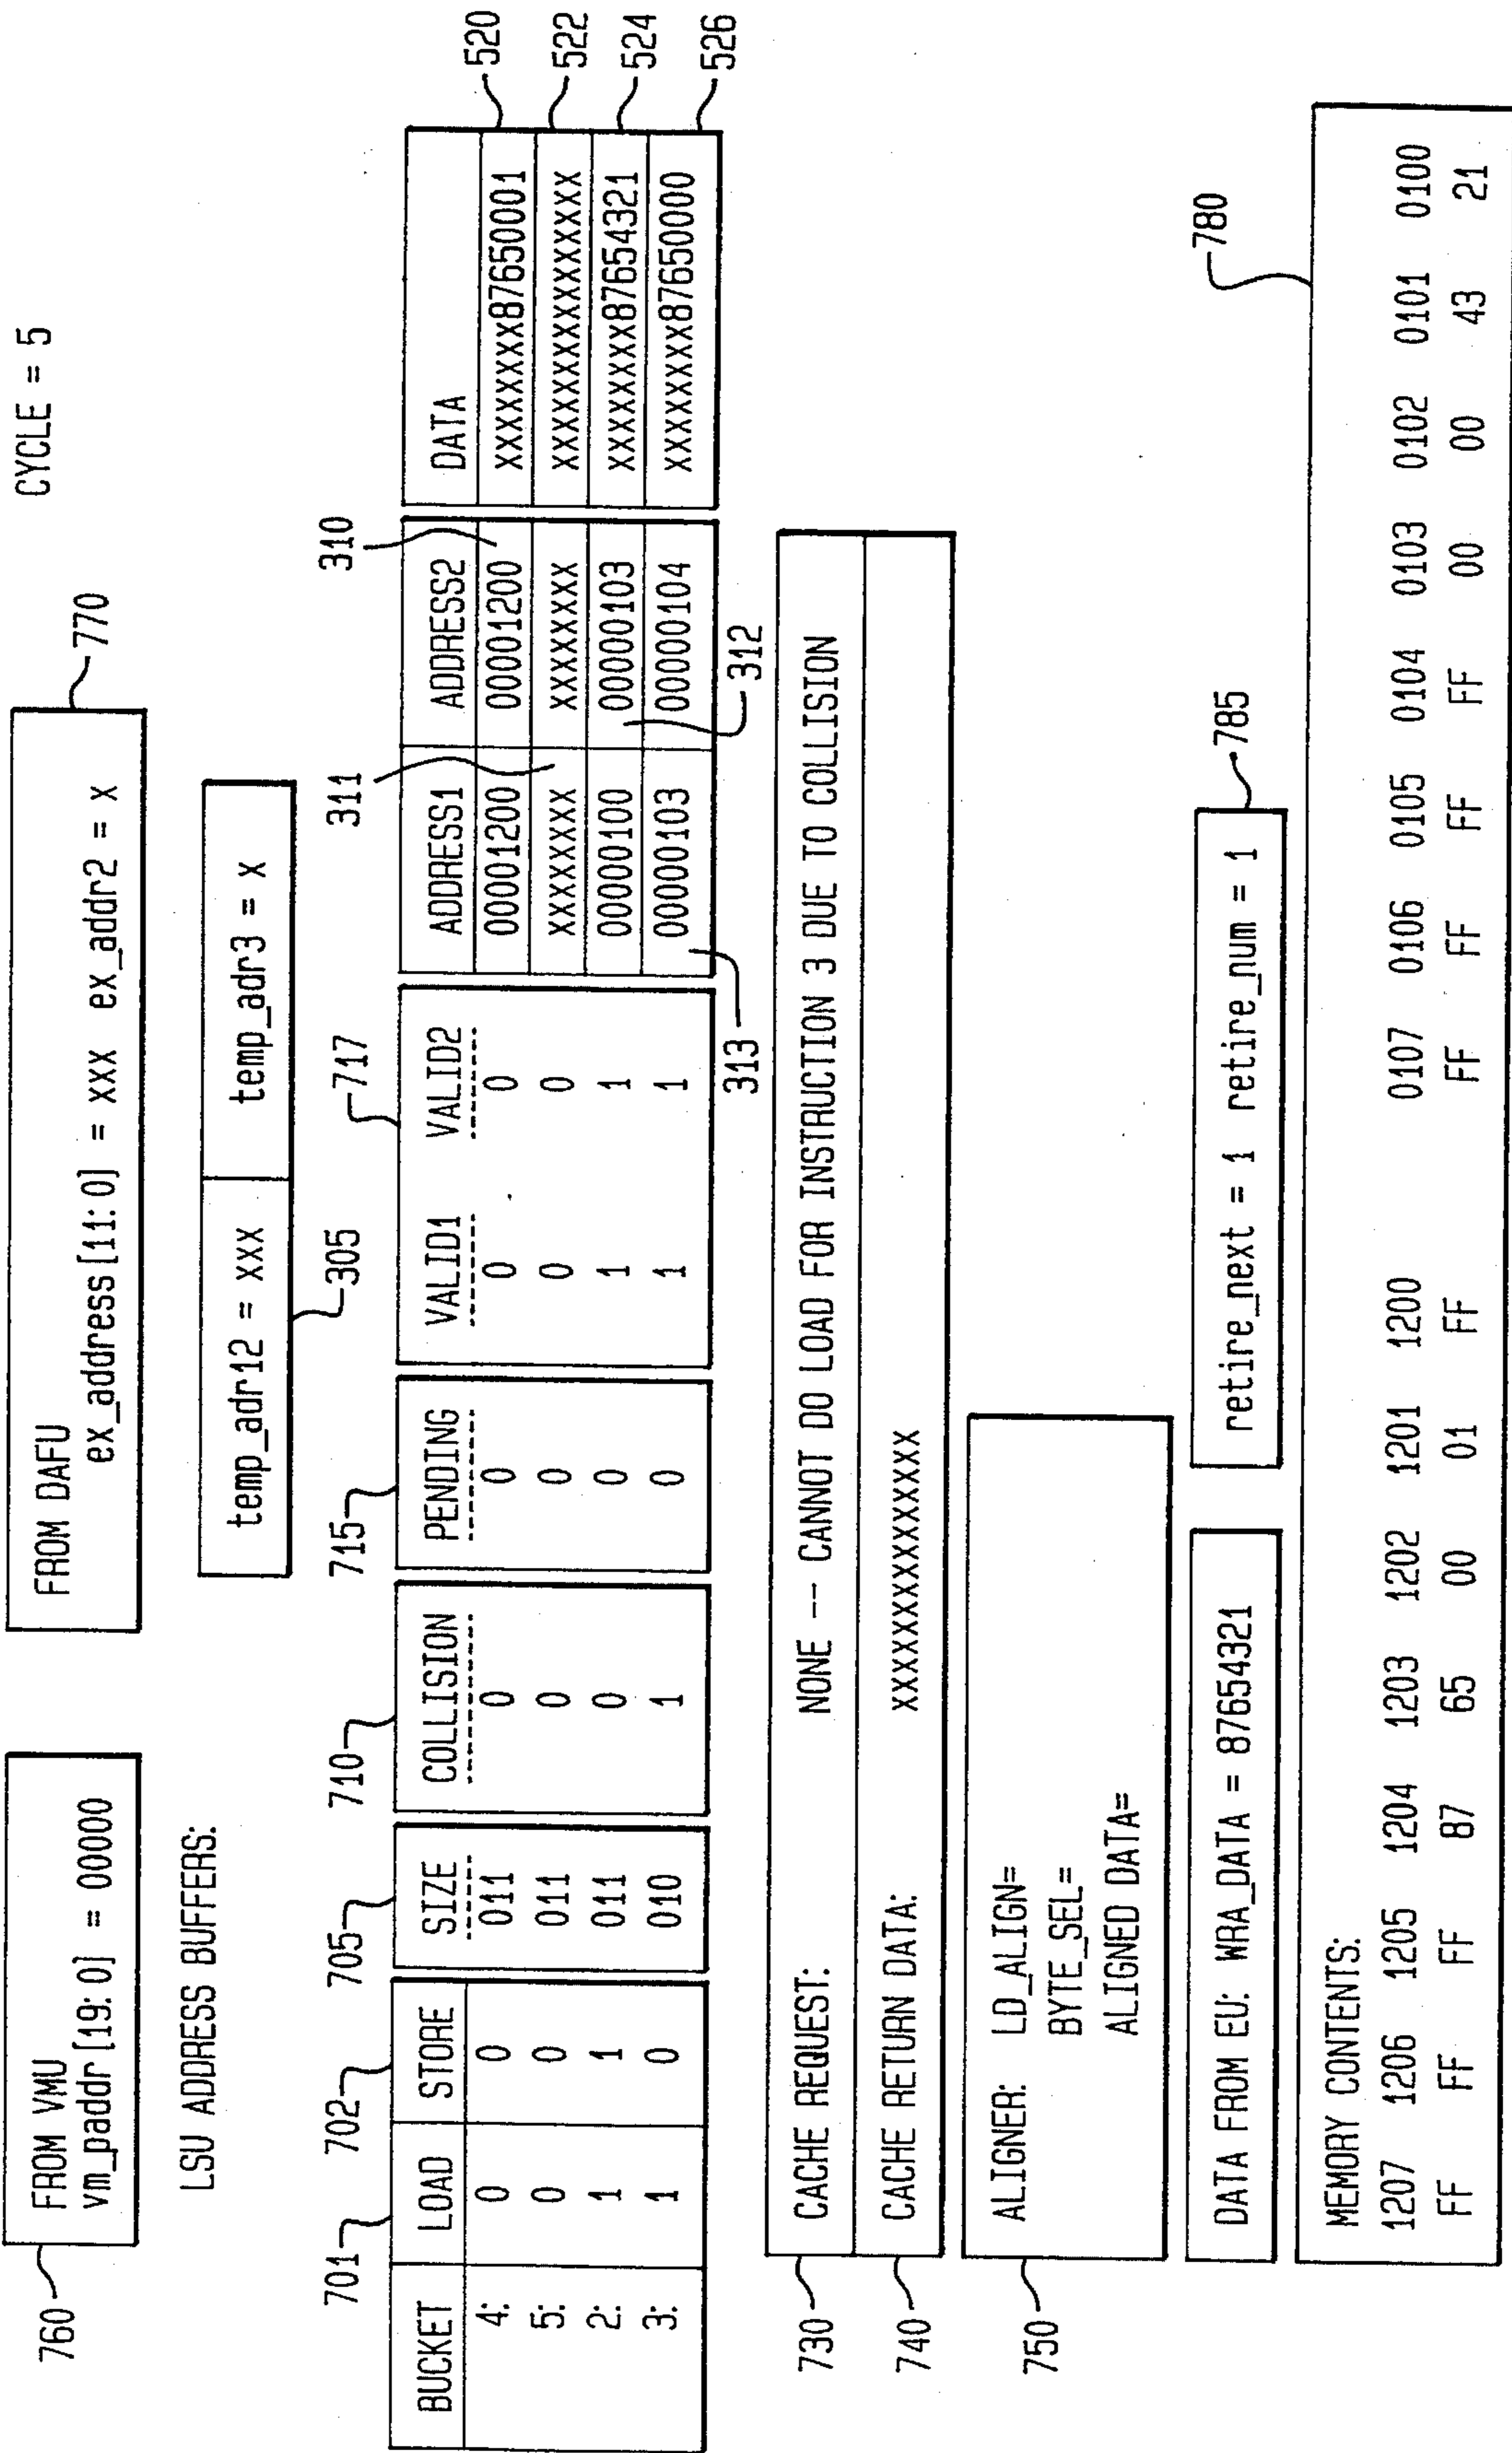 CYCLE = 5
760
FROM VMU
vm_paddr [19:0] = 00000
FROM DAFU
ex_address[11:0] = xxx ex_addr2 = x
770
LSU ADDRESS BUFFERS:
temp_adr12 = xxx temp_adr3 = x
305
701 702 705 710 715 717 311 310
BUCKET LOAD STORE SIZE COLLISION PENDING VALID1 VALID2 ADDRESS1 ADDRESS2 DATA
4: 0 0 011 0 0 0 0 00001200 00001200 XXXXXXXX87650001 520
5: 0 0 011 0 0 0 0 XXXXXXXX XXXXXXXX XXXXXXXXXXXXXXXX 522
2: 1 1 011 0 0 1 1 00000100 00000103 XXXXXXXX87654321 524
3: 1 0 010 1 0 1 1 00000103 00000104 XXXXXXXX87650000 526
313 312
730 CACHE REQUEST: NONE -- CANNOT DO LOAD FOR INSTRUCTION 3 DUE TO COLLISION
740 CACHE RETURN DATA: XXXXXXXXXXXXXXXX
750
ALIGNER: LD_ALIGN=
BYTE_SEL=
ALIGNED DATA=
DATA FROM EU: WRA_DATA = 87654321
retire_next = 1 retire_num = 1
785
780
MEMORY CONTENTS:
1207 1206 1205 1204 1203 1202 1201 1200 0107 0106 0105 0104 0103 0102 0101 0100
FF FF FF 87 65 00 01 FF FF FF FF FF 00 00 43 21